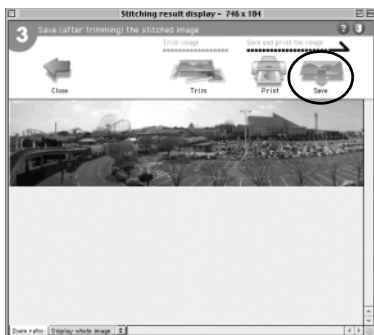 Stitching result display - 746 x 184
3 Save (after trimming) the stitched image
Trim image
Save and print the image
Close
Trim
Print
Save
Zoom ratio: Display whole image